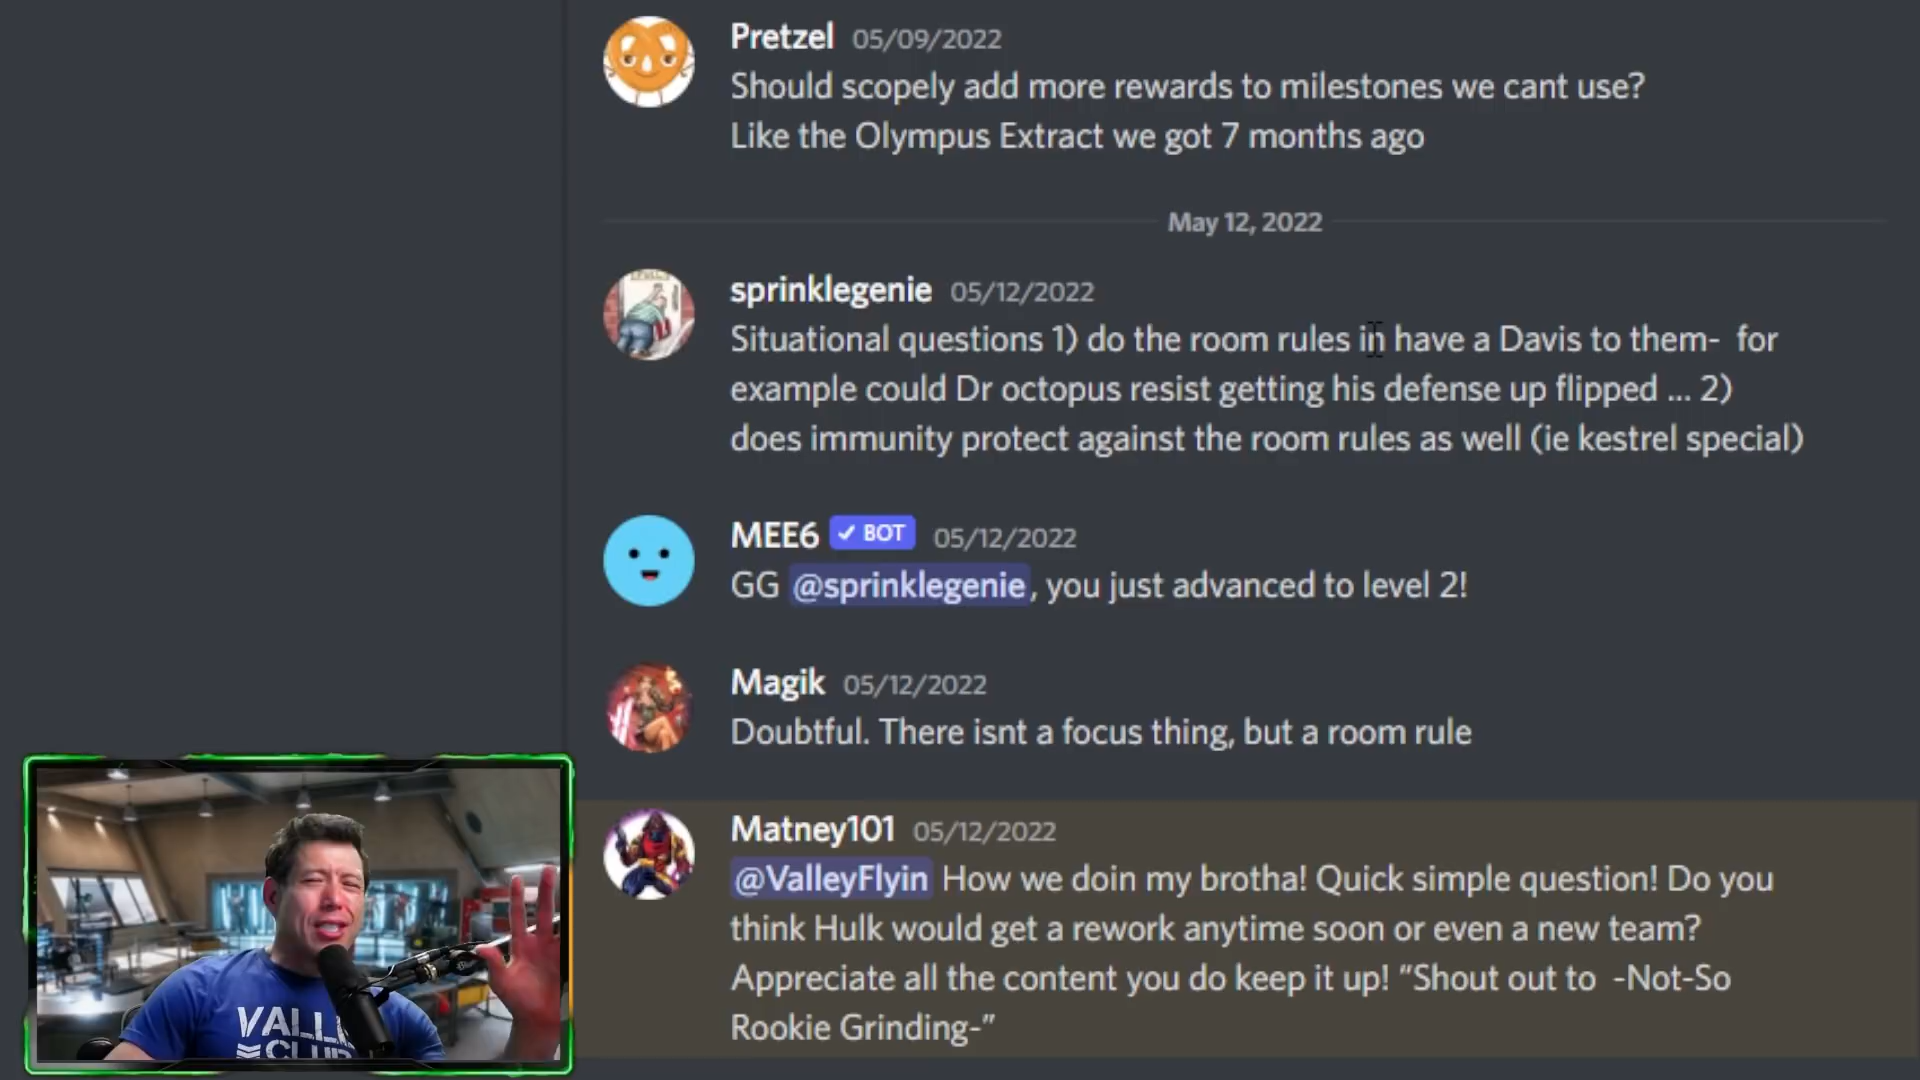 Pretzel 05/09/2022
Should scopely add more rewards to milestones we cant use?
Like the Olympus Extract we got 7 months ago
May 12, 2022
sprinklegenie 05/12/2022
Situational questions 1) do the room rules in have a Davis to them- for
example could Dr octopus resist getting his defense up flipped ... 2)
does immunity protect against the room rules as well (ie kestrel special)
MEE6 BOT 05/12/2022
GG @sprinklegenie, you just advanced to level 2!
Magik 05/12/2022
Doubtful. There isnt a focus thing, but a room rule
Matney101 05/12/2022
@ValleyFlyin How we doin my brotha! Quick simple question! Do you
think Hulk would get a rework anytime soon or even a new team?
Appreciate all the content you do keep it up! "Shout out to -Not-So
Rookie Grinding-"